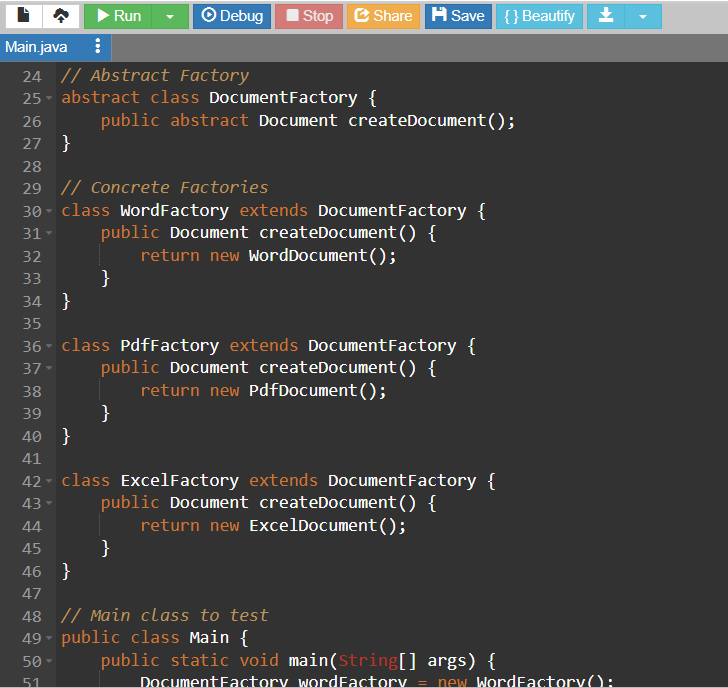 Run Debug Stop Share Save { } Beautify
Main.java
24 // Abstract Factory
25 abstract class DocumentFactory {
26     public abstract Document createDocument();
27 }
28
29 // Concrete Factories
30 class WordFactory extends DocumentFactory {
31     public Document createDocument() {
32         return new WordDocument();
33     }
34 }
35
36 class PdfFactory extends DocumentFactory {
37     public Document createDocument() {
38         return new PdfDocument();
39     }
40 }
41
42 class ExcelFactory extends DocumentFactory {
43     public Document createDocument() {
44         return new ExcelDocument();
45     }
46 }
47
48 // Main class to test
49 public class Main {
50     public static void main(String[] args) {
51         DocumentFactory wordFactory = new WordFactory();